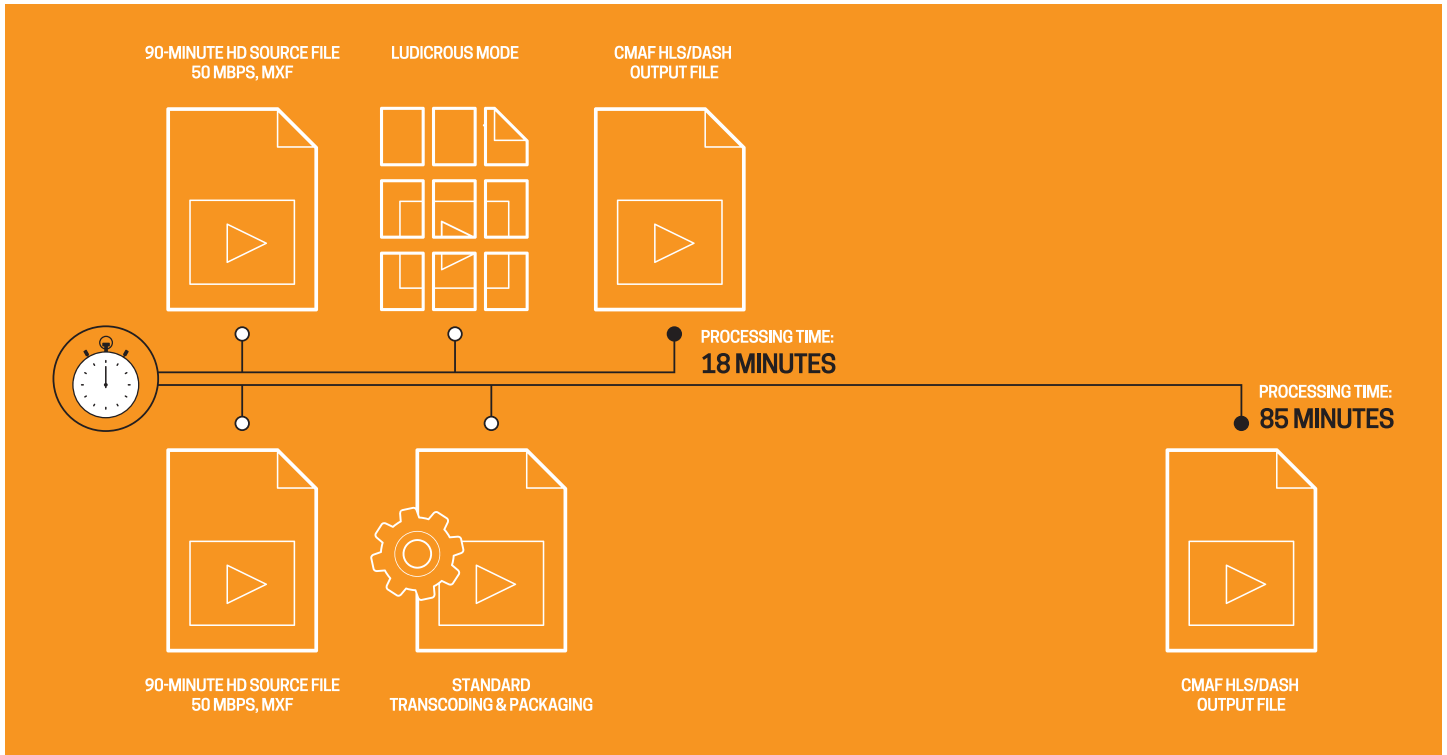 90-MINUTE HD SOURCE FILE
50 MBPS, MXF
LUDICROUS MODE
CMAF HLS/DASH
OUTPUT FILE
PROCESSING TIME:
18 MINUTES
PROCESSING TIME:
85 MINUTES
90-MINUTE HD SOURCE FILE
50 MBPS, MXF
STANDARD
TRANSCODING & PACKAGING
CMAF HLS/DASH
OUTPUT FILE